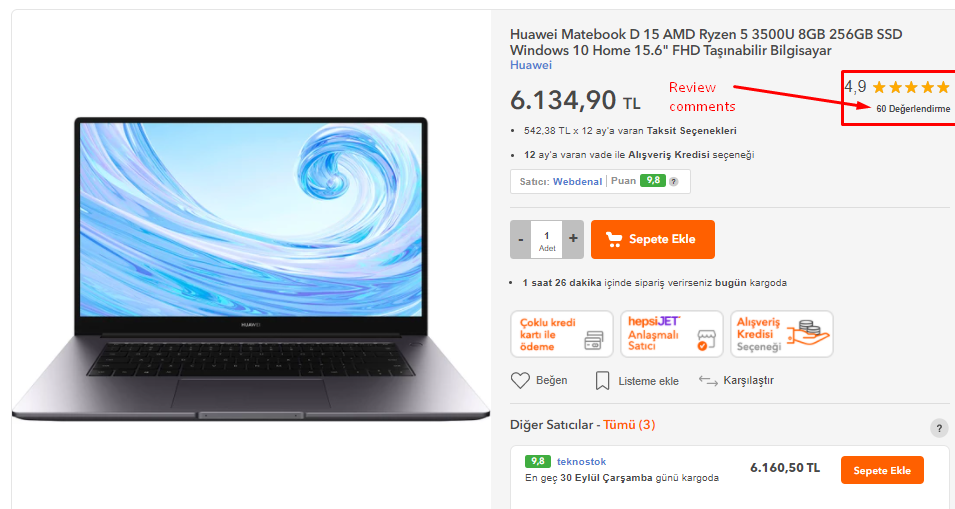 Huawei Matebook D 15 AMD Ryzen 5 3500U 8GB 256GB SSD
Windows 10 Home 15.6" FHD Taşınabilir Bilgisayar
Huawei
6.134,90 TL
Review
comments
4,9
60 Değerlendirme
542,38 TL x 12 ay'a varan Taksit Seçenekleri
12 ay'a varan vade ile Alışveriş Kredisi seçeneği
Satıcı: Webdenal Puan 9,8 ?
- 1 +
Adet
Sepete Ekle
1 saat 26 dakika içinde sipariş verirseniz bugün kargoda
Çoklu kredi
kartı ile
ödeme
hepsiJET
Anlaşmalı
Satıcı
Alışveriş
Kredisi
Seçeneği
Beğen
Listeme ekle
Karşılaştır
Diğer Satıcılar - Tümü (3)
?
9,8 teknostok
En geç 30 Eylül Çarşamba günü kargoda
6.160,50 TL
Sepete Ekle
HUAWEI